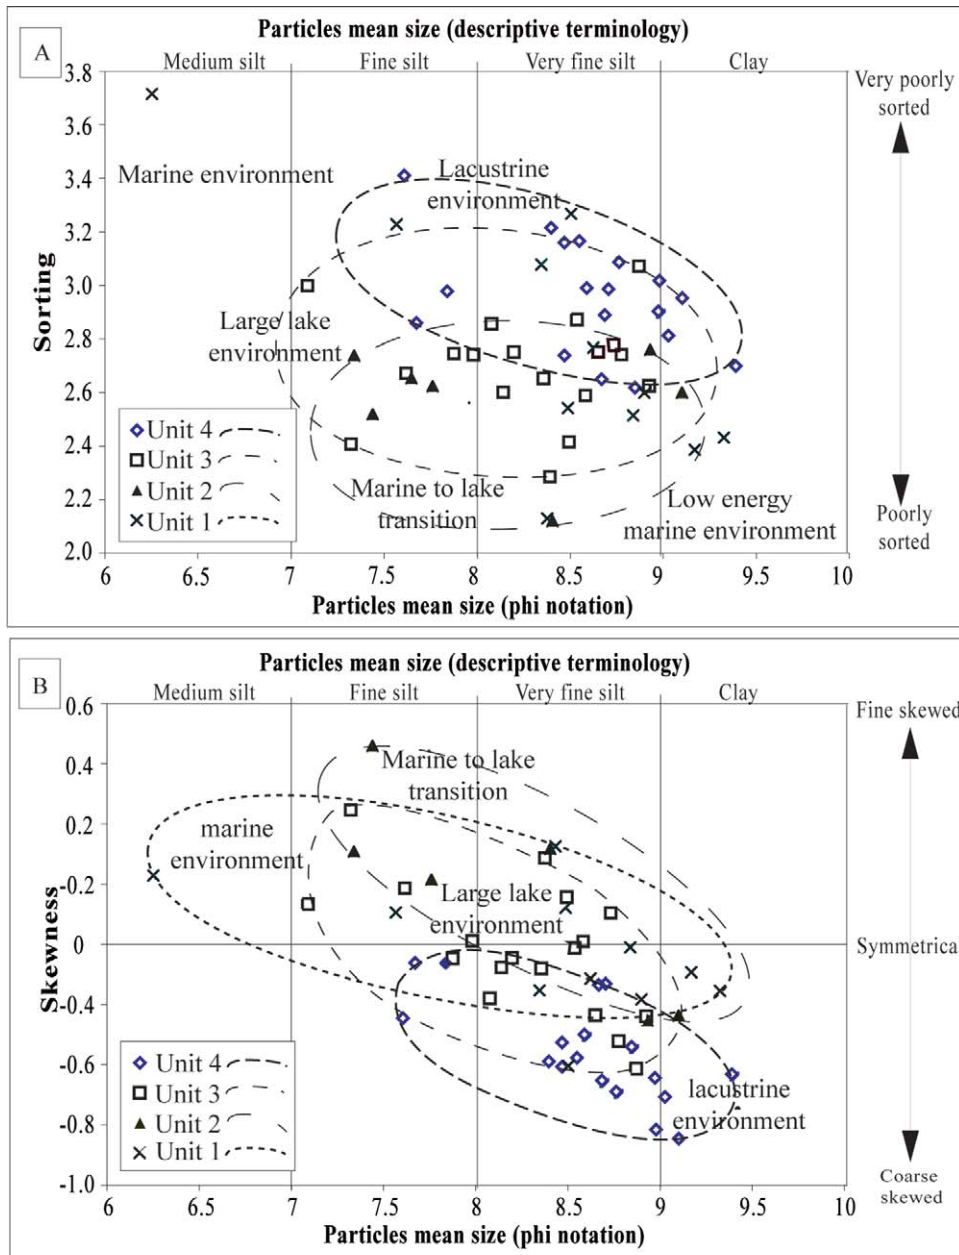 Particles mean size (descriptive terminology)
A
Medium silt
Fine silt
Very fine silt
Clay
3.8
3.6
3.4
3.2
3.0
2.8
2.6
2.4
2.2
2.0
Sorting
Marine environment
Lacustrine
environment
Large lake
environment
Marine to lake
transition
Low energy
marine environment
Unit 4
Unit 3
Unit 2
Unit 1
Very poorly
sorted
Poorly
sorted
6
7
7.5
8
8.5
9
9.5
10
Particles mean size (phi notation)
B
Particles mean size (descriptive terminology)
Medium silt
Fine silt
Very fine silt
Clay
0.6
0.4
0.2
-0.2
0
-0.4
-0.6
-0.8
-1.0
Skewness
Marine to lake
transition
marine
environment
Large lake
environment
lacustrine
environment
Unit 4
Unit 3
Unit 2
Unit 1
Fine skewed
Symmetrical
Coarse
skewed
6
7
7.5
8
8.5
9
9.5
10
Particles mean size (phi notation)